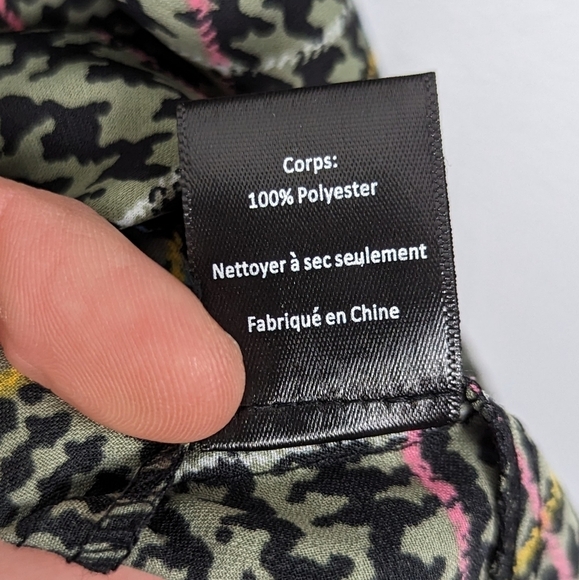 Corps:
100% Polyester
Nettoyer à sec seulement
Fabriqué en Chine